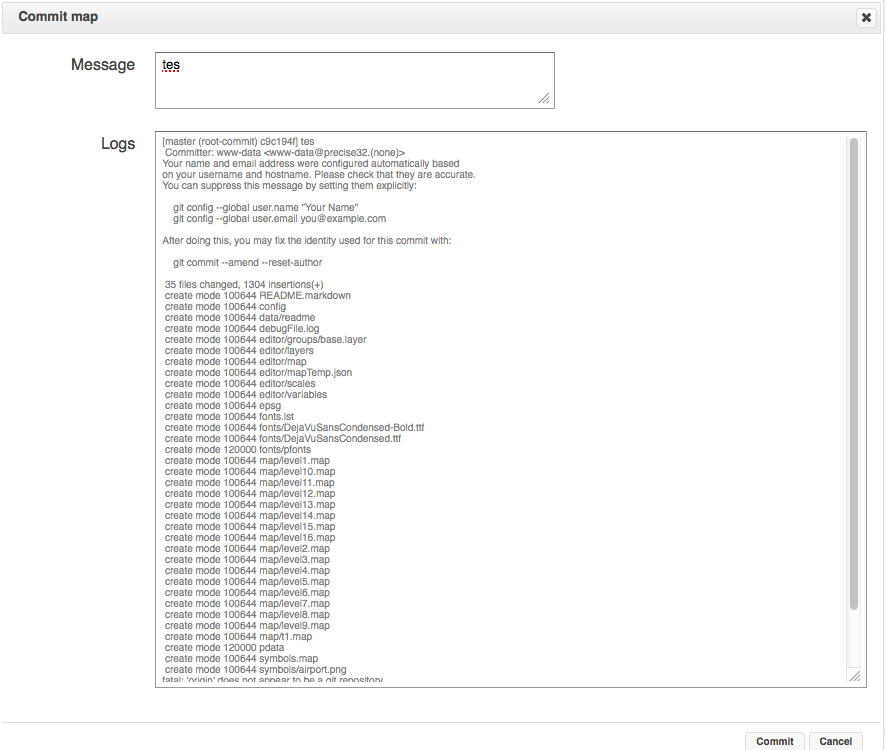 Commit map
Message
tes
Logs
[master (root-commit) c9c194f] tes
Committer: www-data <www-data@precise32.(none)>
Your name and email address were configured automatically based
on your username and hostname. Please check that they are accurate.
You can suppress this message by setting them explicitly:
git config --global user.name "Your Name"
git config --global user.email you@example.com
After doing this, you may fix the identity used for this commit with:
git commit --amend --reset-author
35 files changed, 1304 insertions(+)
create mode 100644 README.markdown
create mode 100644 config
create mode 100644 data/readme
create mode 100644 debugFile.log
create mode 100644 editor/groups/base.layer
create mode 100644 editor/layers
create mode 100644 editor/map
create mode 100644 editor/mapTemp.json
create mode 100644 editor/scales
create mode 100644 editor/variables
create mode 100644 epsg
create mode 100644 fonts.lst
create mode 100644 fonts/DejaVuSansCondensed-Bold.ttf
create mode 100644 fonts/DejaVuSansCondensed.ttf
create mode 120000 fonts/pfonts
create mode 100644 map/level1.map
create mode 100644 map/level10.map
create mode 100644 map/level11.map
create mode 100644 map/level12.map
create mode 100644 map/level13.map
create mode 100644 map/level14.map
create mode 100644 map/level15.map
create mode 100644 map/level16.map
create mode 100644 map/level2.map
create mode 100644 map/level3.map
create mode 100644 map/level4.map
create mode 100644 map/level5.map
create mode 100644 map/level6.map
create mode 100644 map/level7.map
create mode 100644 map/level8.map
create mode 100644 map/level9.map
create mode 100644 map/t1.map
create mode 120000 pdata
create mode 100644 symbols.map
create mode 100644 symbols/airport.png
fatal: 'origin' does not appear to be a git repository
Commit
Cancel